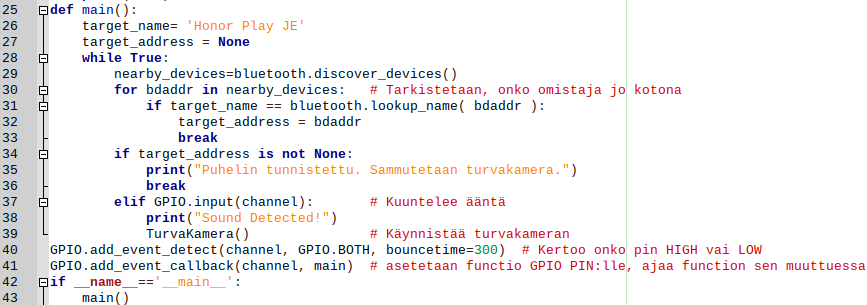 25 def main():
26     target_name= 'Honor Play JE'
27     target_address = None
28     while True:
29         nearby_devices=bluetooth.discover_devices()
30         for bdaddr in nearby_devices:   # Tarkistetaan, onko omistaja jo kotona
31             if target_name == bluetooth.lookup_name( bdaddr ):
32                 target_address = bdaddr
33                 break
34         if target_address is not None:
35             print("Puhelin tunnistettu. Sammutetaan turvakamera.")
36             break
37         elif GPIO.input(channel):       # Kuuntelee ääntä
38             print("Sound Detected!")
39             TurvaKamera()               # Käynnistää turvakameran
40 GPIO.add_event_detect(channel, GPIO.BOTH, bouncetime=300)  # Kertoo onko pin HIGH vai LOW
41 GPIO.add_event_callback(channel, main)  # asetetaan functio GPIO PIN:lle, ajaa function sen muuttuessa
42 if __name__=='__main__':
43     main()